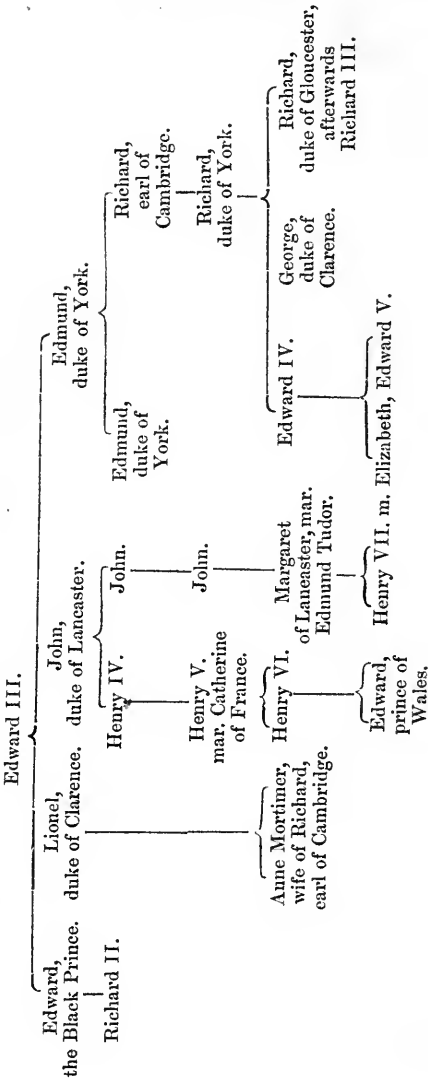 Edward III.
Edward,
the Black Prince.
Richard II.
Lionel,
duke of Clarence.
Anne Mortimer,
wife of Richard,
earl of Cambridge.
John,
duke of Lancaster.
Henry IV.
Henry V.
mar. Catherine
of France.
Henry VI.
Edward,
prince of
Wales.
John.
John.
Margaret
of Lancaster, mar.
Edmund Tudor.
Henry VII. m. Elizabeth, Edward V.
Edmund,
duke of York.
Edmund,
duke of
York.
Richard,
earl of
Cambridge.
Richard,
duke of York.
Edward IV.
George,
duke of
Clarence.
Richard,
duke of Gloucester,
afterwards
Richard III.